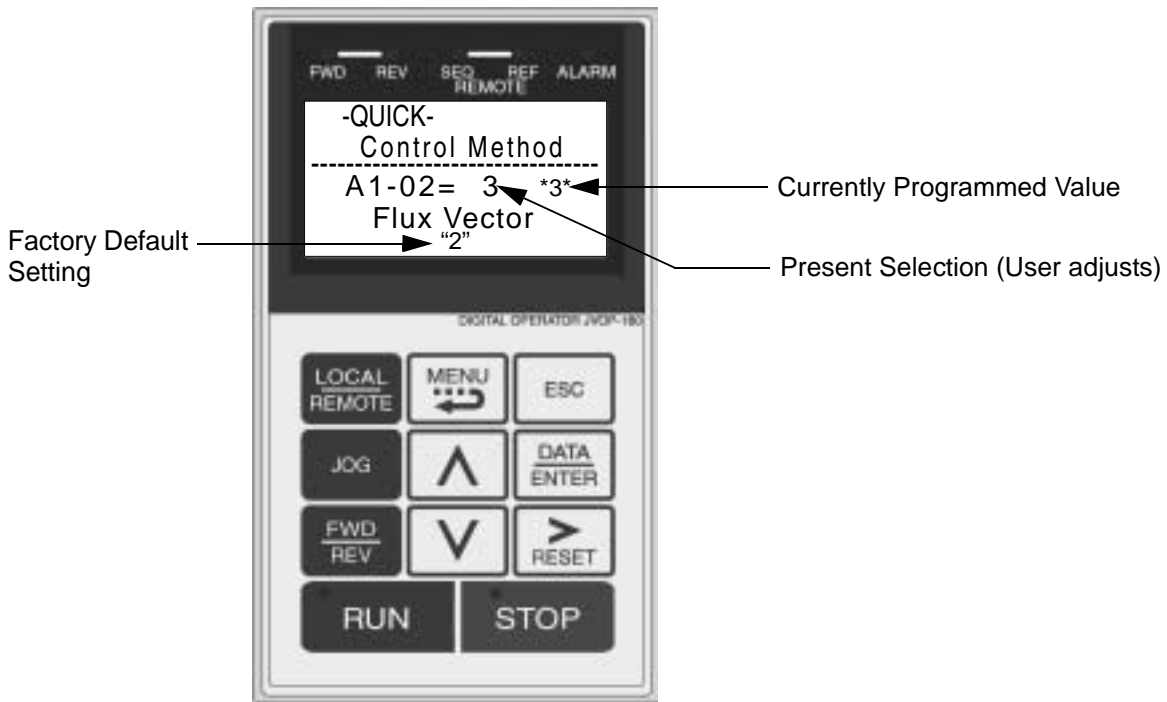 FWD REV SEQ REF ALARM
REMOTE
-QUICK-
Control Method
A1-02= 3 *3*
Flux Vector
“2”
Currently Programmed Value
Factory Default
Setting
Present Selection (User adjusts)
DIGITAL OPERATOR JVOP-160
LOCAL
REMOTE
MENU
ESC
JOG
DATA
ENTER
FWD
REV
RESET
RUN
STOP